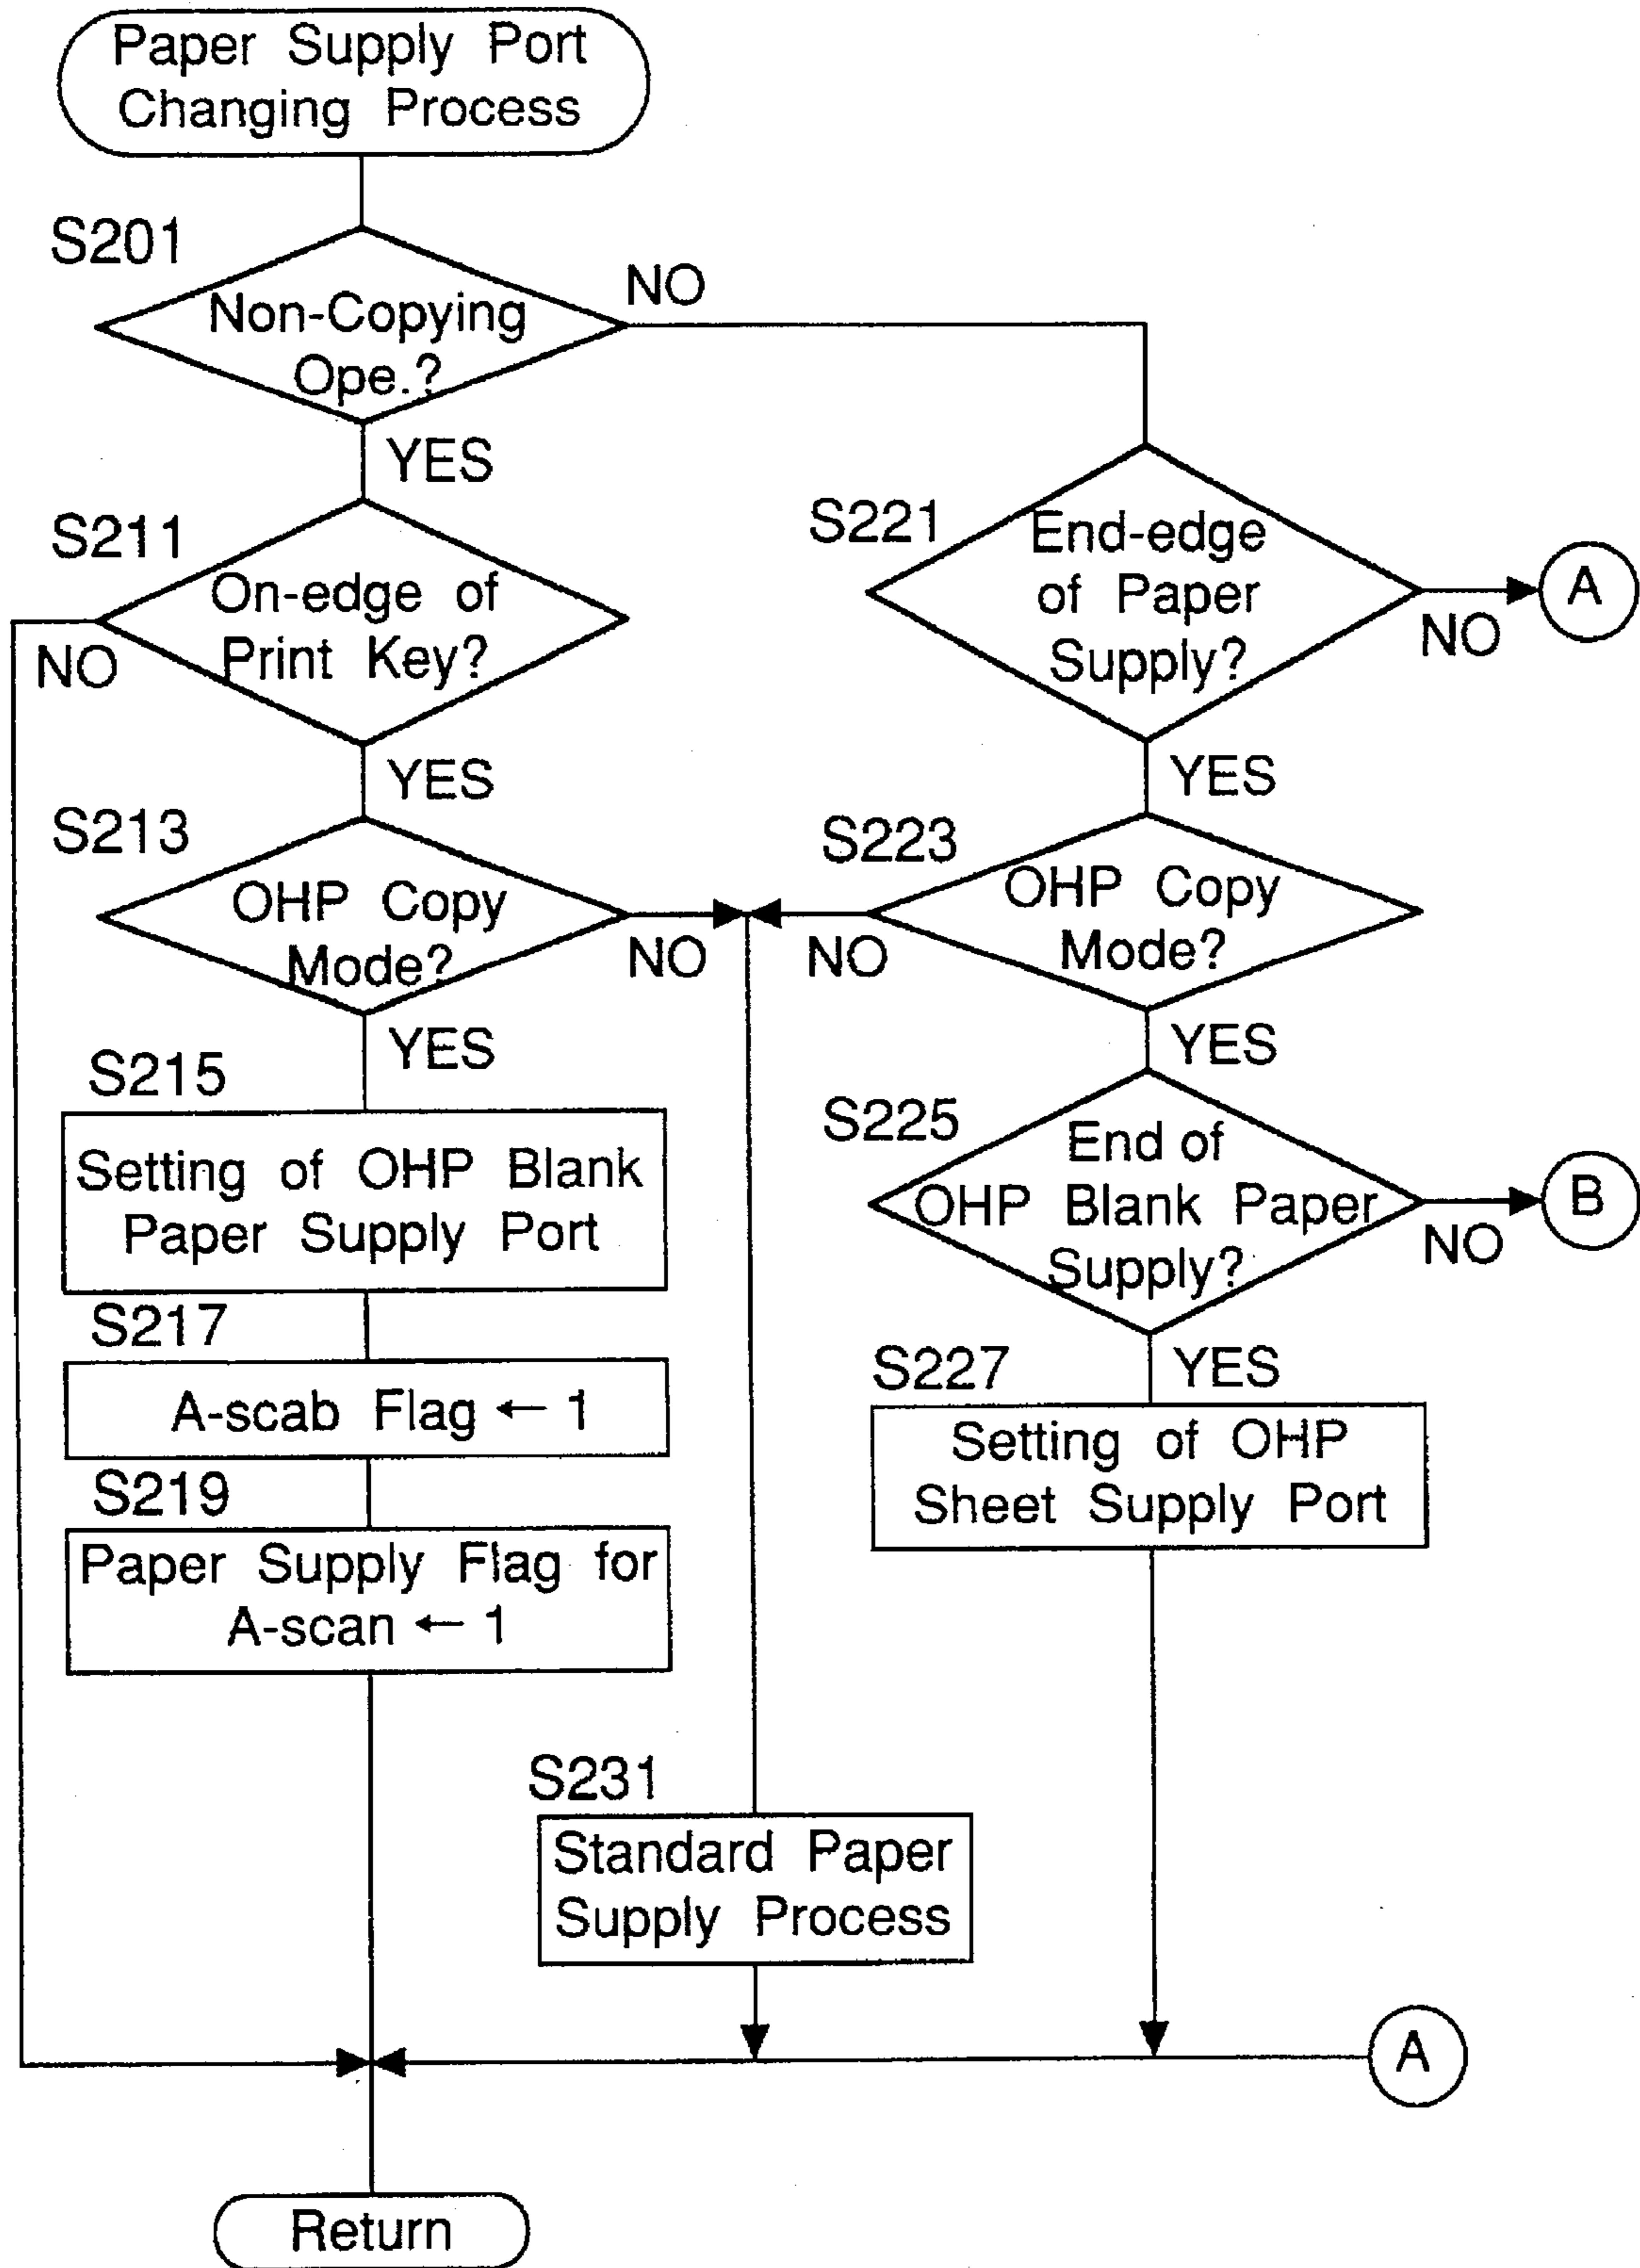 Paper Supply Port
Changing Process
S201
Non-Copying
Ope.?
NO
YES
S211
On-edge of
Print Key?
NO
YES
S221
End-edge
of Paper
Supply?
NO
A
YES
S213
OHP Copy
Mode?
NO
YES
S223
OHP Copy
Mode?
NO
YES
S215
Setting of OHP Blank
Paper Supply Port
S225
End of
OHP Blank Paper
Supply?
NO
B
YES
S217
A-scab Flag ← 1
S219
Paper Supply Flag for
A-scan ← 1
S227
Setting of OHP
Sheet Supply Port
S231
Standard Paper
Supply Process
A
Return